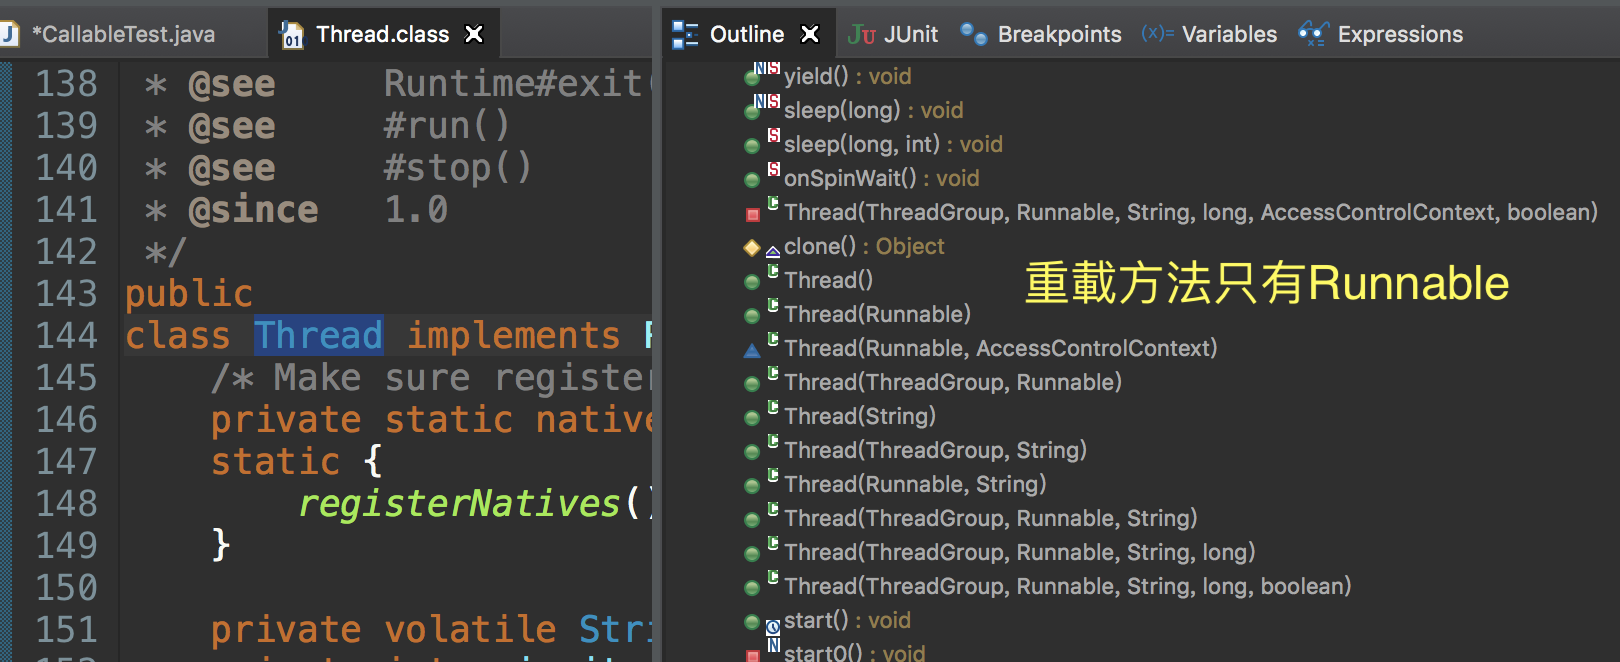 *CallableTest.java
Thread.class
138 * @see Runtime#exit(
139 * @see #run()
140 * @see #stop()
141 * @since 1.0
142 */
143 public
144 class Thread implements
145 /* Make sure register
146 private static native
147 static {
148 registerNatives()
149 }
150
151 private volatile Stri
Outline
JUnit
(x)= Variables
Breakpoints
Expressions
yield() : void
sleep(long) : void
sleep(long, int) : void
onSpinWait() : void
Thread(ThreadGroup, Runnable, String, long, AccessControlContext, boolean)
clone() : Object
Thread()
Thread(Runnable)
Thread(Runnable, AccessControlContext)
Thread(ThreadGroup, Runnable)
Thread(String)
Thread(ThreadGroup, String)
Thread(Runnable, String)
Thread(ThreadGroup, Runnable, String)
Thread(ThreadGroup, Runnable, String, long)
Thread(ThreadGroup, Runnable, String, long, boolean)
start() : void
start0() : void
重載方法只有Runnable